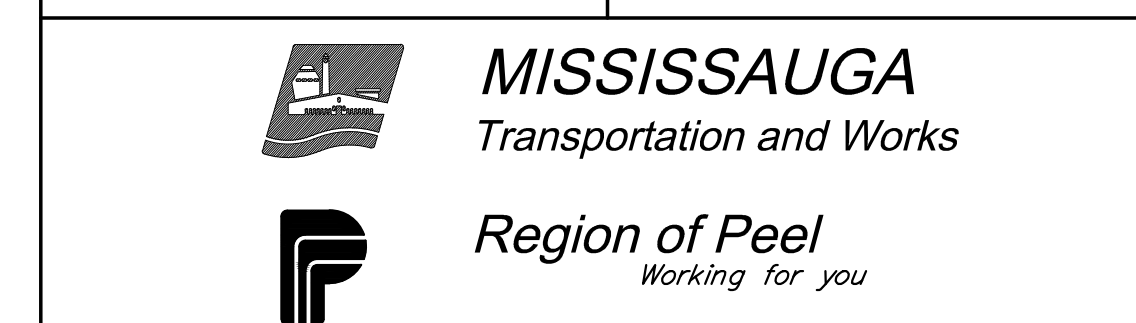 MISSISSAUGA
Transportation and Works
Region of Peel
Working for you